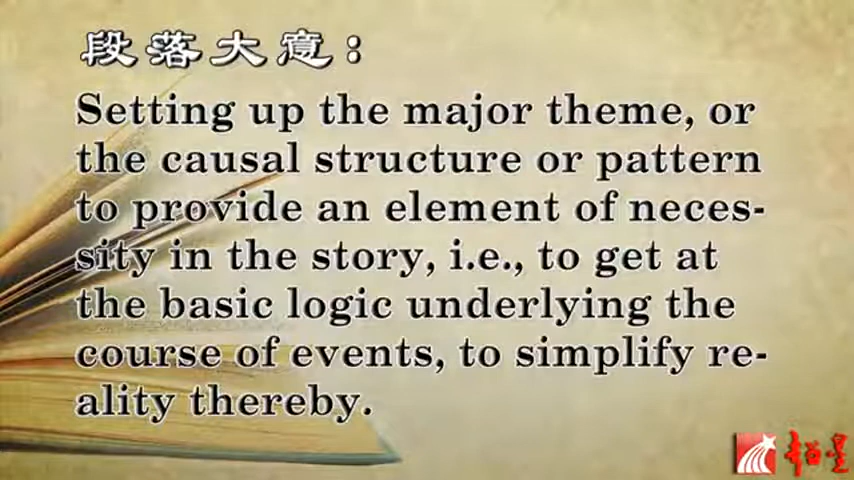 段落大意:
Setting up the major theme, or
the causal structure or pattern
to provide an element of neces-
sity in the story, i.e., to get at
the basic logic underlying the
course of events, to simplify re-
ality thereby.